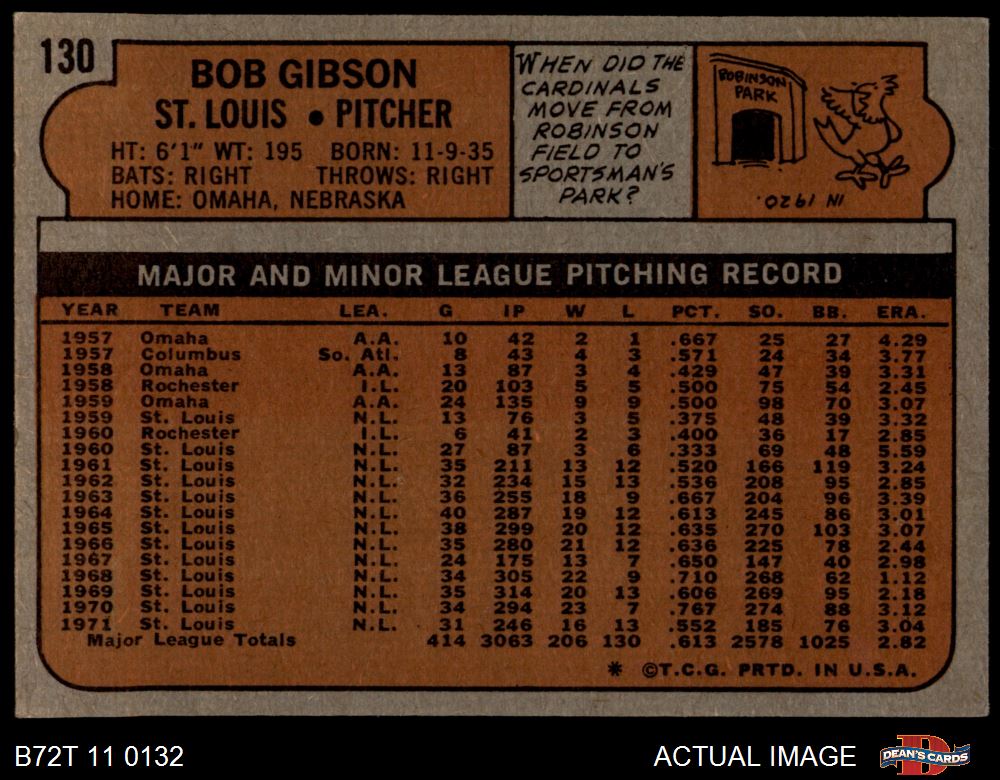 130
BOB GIBSON
ST. LOUIS • PITCHER
HT: 6'1" WT: 195 BORN: 11-9-35
BATS: RIGHT THROWS: RIGHT
HOME: OMAHA, NEBRASKA
WHEN DID THE
CARDINALS
MOVE FROM
ROBINSON
FIELD TO
SPORTSMAN'S
PARK?
ROBINSON
PARK
IN 1920.
MAJOR AND MINOR LEAGUE PITCHING RECORD
YEAR TEAM LEA. G IP W L PCT. SO. BB. ERA.
1957 Omaha A.A. 10 42 2 1 .667 25 27 4.29
1957 Columbus So. Atl. 8 43 4 3 .571 24 34 3.77
1958 Omaha A.A. 13 87 3 4 .429 47 39 3.31
1958 Rochester I.L. 20 103 5 5 .500 75 54 2.45
1959 Omaha A.A. 24 135 9 9 .500 98 70 3.07
1959 St. Louis N.L. 13 76 3 5 .375 48 39 3.32
1960 Rochester I.L. 6 41 2 3 .400 36 17 2.85
1960 St. Louis N.L. 27 87 3 6 .333 69 48 5.59
1961 St. Louis N.L. 35 211 13 12 .520 166 119 3.24
1962 St. Louis N.L. 32 234 15 13 .536 208 95 2.85
1963 St. Louis N.L. 36 255 18 9 .667 204 96 3.39
1964 St. Louis N.L. 40 287 19 12 .613 245 86 3.01
1965 St. Louis N.L. 38 299 20 12 .635 270 103 3.07
1966 St. Louis N.L. 35 280 21 12 .636 225 78 2.44
1967 St. Louis N.L. 24 175 13 7 .650 147 40 2.98
1968 St. Louis N.L. 34 305 22 9 .710 268 62 1.12
1969 St. Louis N.L. 35 314 20 13 .606 269 95 2.18
1970 St. Louis N.L. 34 294 23 7 .767 274 88 3.12
1971 St. Louis N.L. 31 246 16 13 .552 185 76 3.04
Major League Totals 414 3063 206 130 .613 2578 1025 2.82
* ©T.C.G. PRTD. IN U.S.A.
B72T 11 0132
ACTUAL IMAGE
D
DEAN'S CARDS